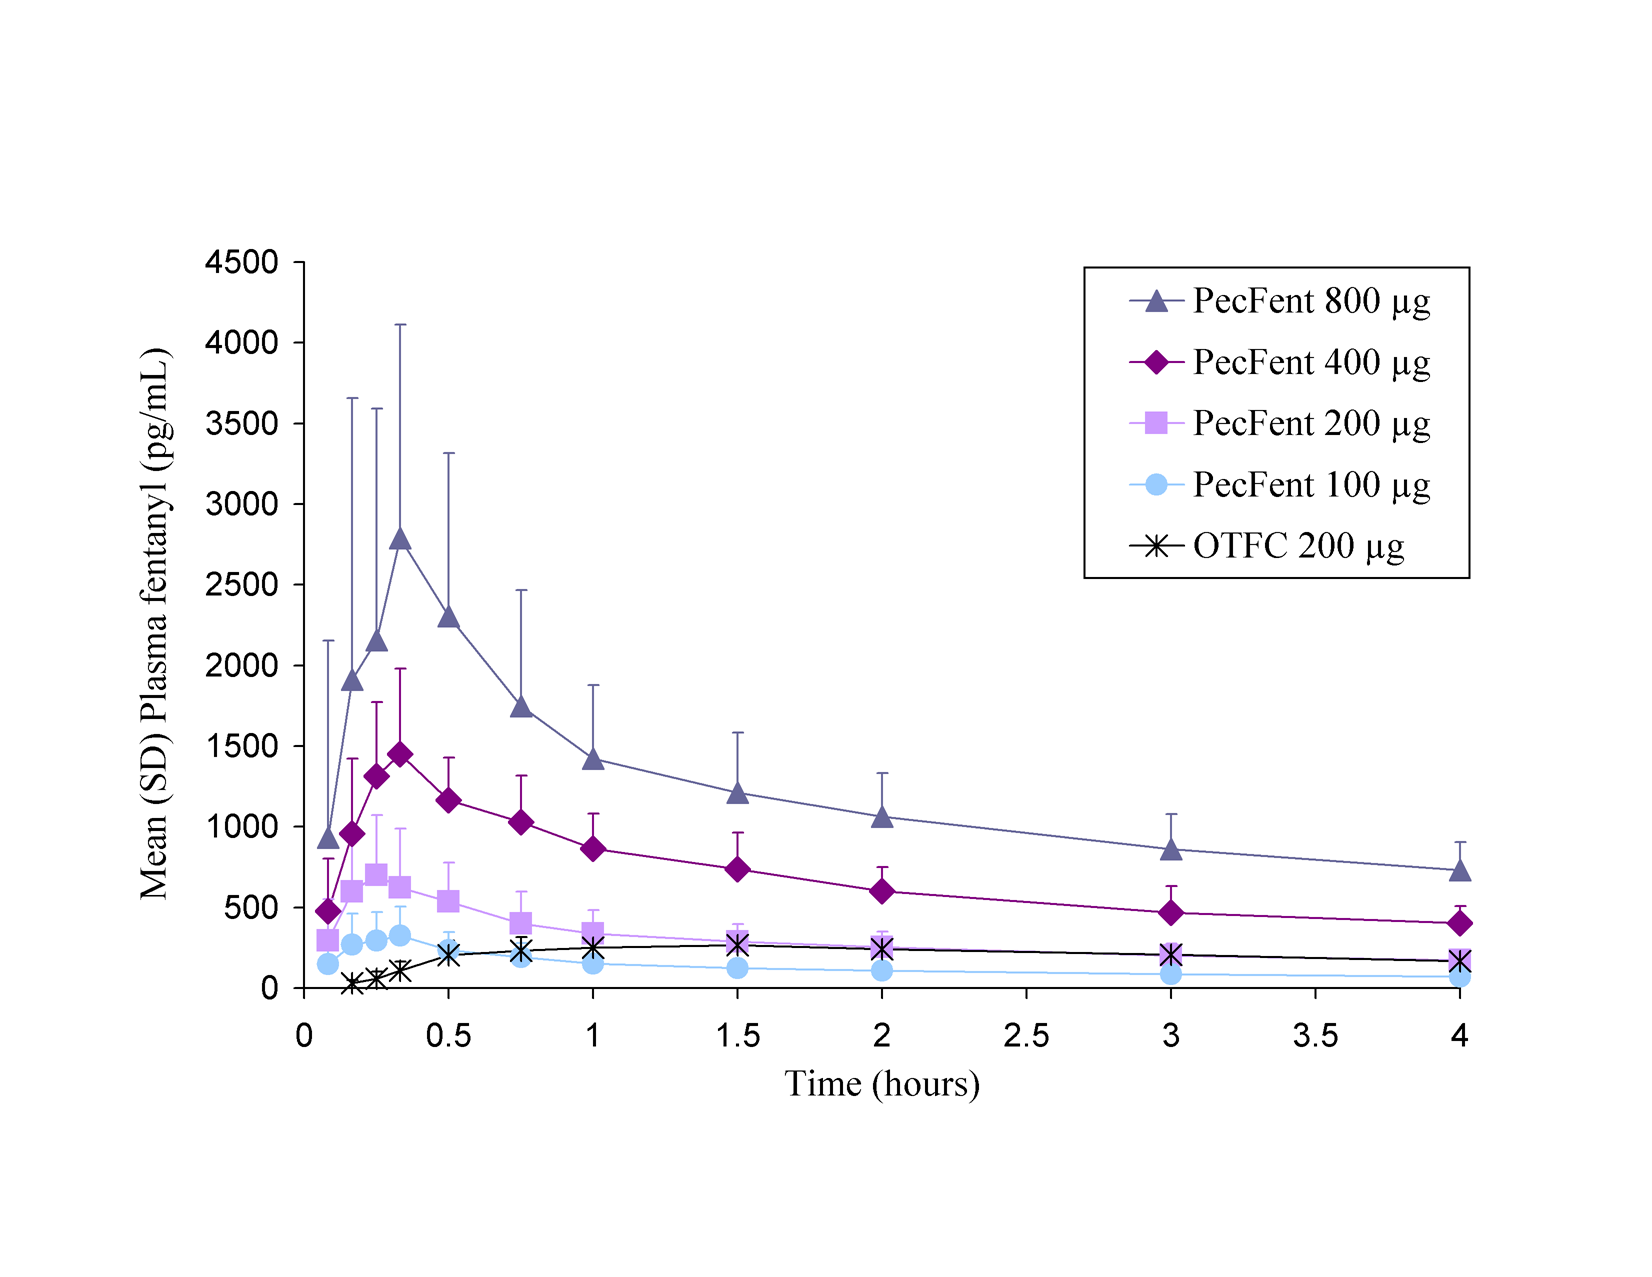 4500
4000
3500
3000
2500
2000
1500
1000
500
0
Mean (SD) Plasma fentanyl (pg/mL)
PecFent 800 µg
PecFent 400 µg
PecFent 200 µg
PecFent 100 µg
OTFC 200 µg
0 0.5 1 1.5 2 2.5 3 3.5 4
Time (hours)